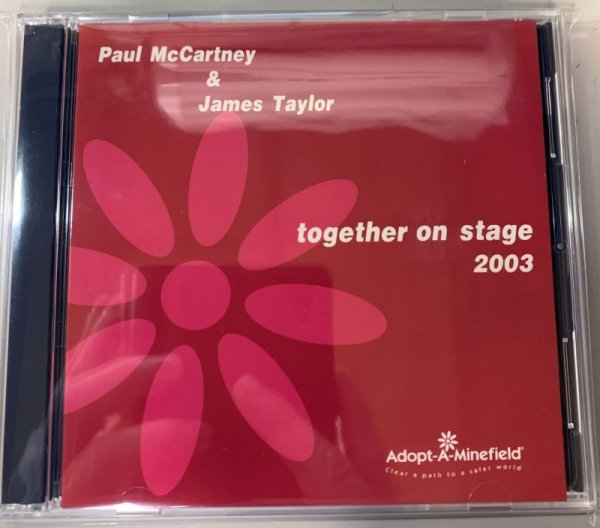 Paul McCartney
&
James Taylor
together on stage
2003
Adopt-A-Minefield®
Clear a path to a safer world